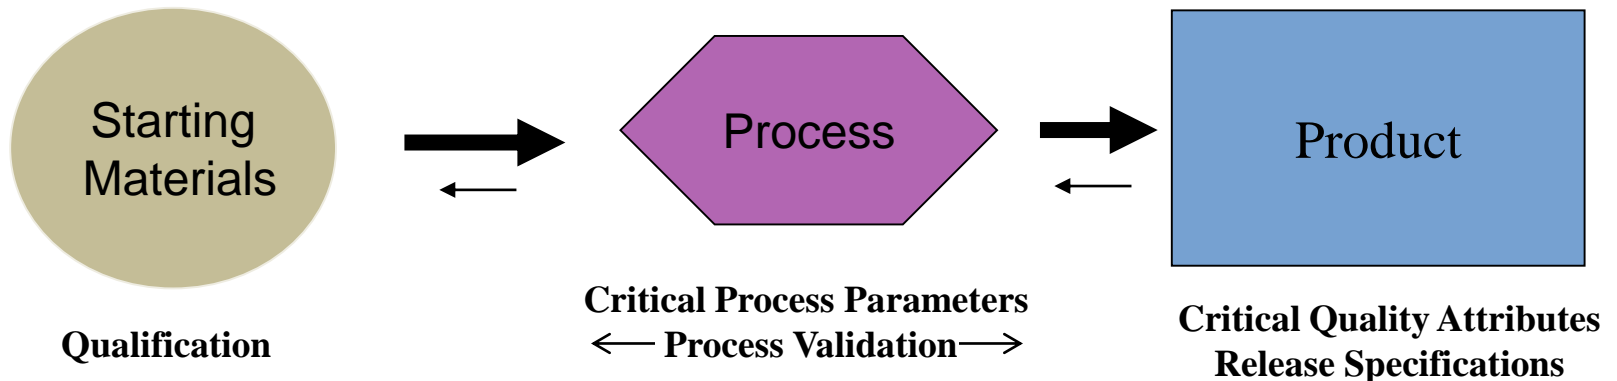 Starting
Materials
Process
Product
Qualification
Critical Process Parameters
Process Validation
Critical Quality Attributes
Release Specifications